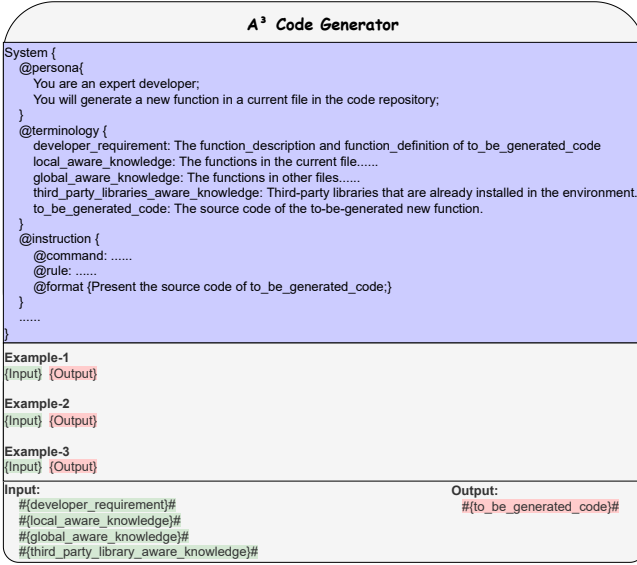 A³ Code Generator
System {
@persona{
You are an expert developer;
You will generate a new function in a current file in the code repository;
}
@terminology {
developer_requirement: The function_description and function_definition of to_be_generated_code
local_aware_knowledge: The functions in the current file......
global_aware_knowledge: The functions in other files......
third_party_libraries_aware_knowledge: Third-party libraries that are already installed in the environment.
to_be_generated_code: The source code of the to-be-generated new function.
}
@instruction {
@command: ......
@rule: ......
@format {Present the source code of to_be_generated_code;}
}
......
}
Example-1
{Input} {Output}
Example-2
{Input} {Output}
Example-3
{Input} {Output}
Input:
#{developer_requirement}#
#{local_aware_knowledge}#
#{global_aware_knowledge}#
#{third_party_library_aware_knowledge}#
Output:
#{to_be_generated_code}#